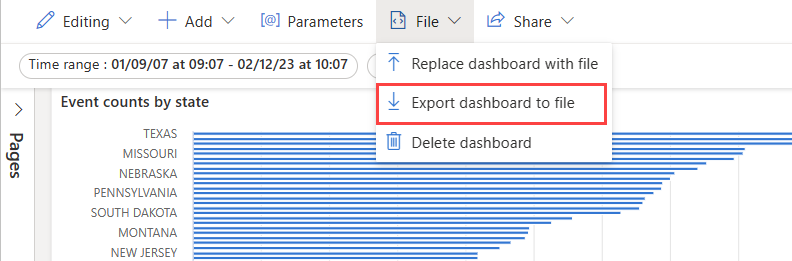 Editing Add [@] Parameters File Share
Time range : 01/09/07 at 09:07 - 02/12/23 at 10:07
Replace dashboard with file
Export dashboard to file
Delete dashboard
Pages
Event counts by state
TEXAS
MISSOURI
NEBRASKA
PENNSYLVANIA
SOUTH DAKOTA
MONTANA
NEW JERSEY